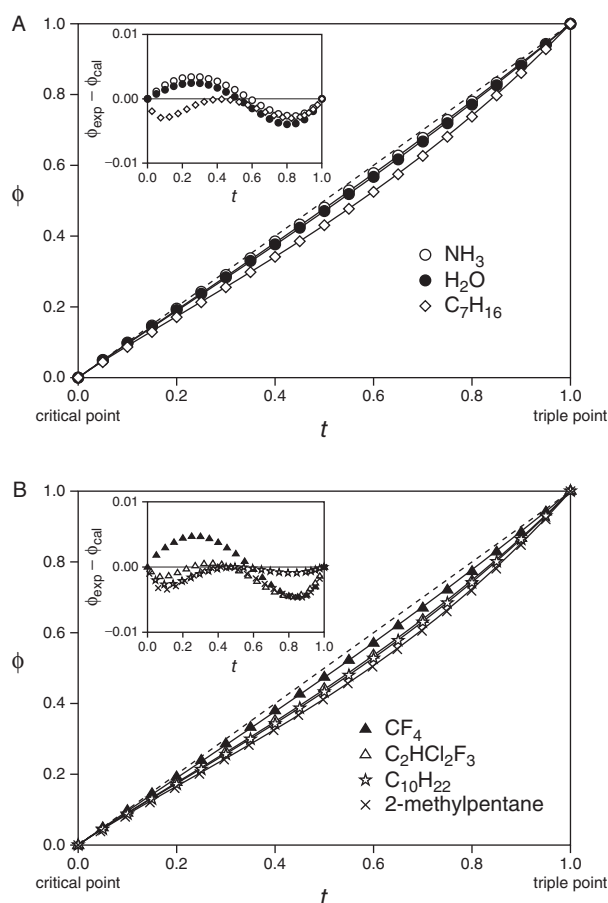 A
1.0
0.8
0.6
0.4
0.2
0.0
ϕ
0.01
0.00
−0.01
ϕexp − ϕcal
0.0 0.2 0.4 0.6 0.8 1.0
t
NH3
H2O
C7H16
0.0 0.2 0.4 0.6 0.8 1.0
critical point triple point
t
B
1.0
0.8
0.6
0.4
0.2
0.0
ϕ
0.01
0.00
−0.01
ϕexp − ϕcal
0.0 0.2 0.4 0.6 0.8 1.0
t
CF4
C2HCl2F3
C10H22
2-methylpentane
0.0 0.2 0.4 0.6 0.8 1.0
critical point triple point
t